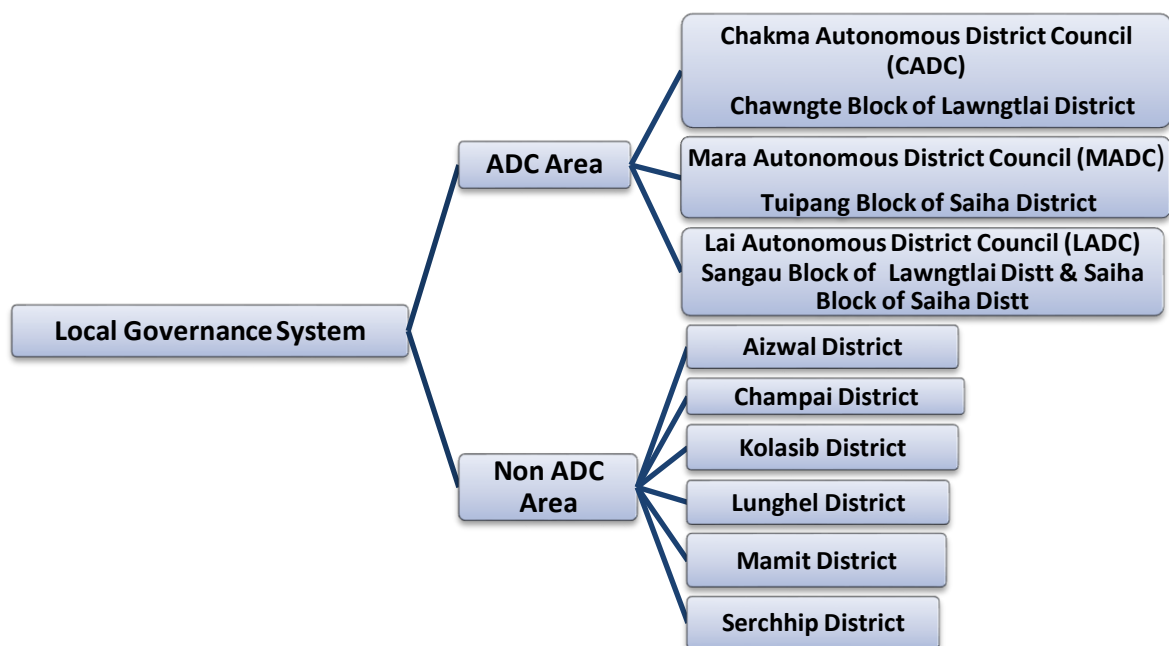 Local Governance System
ADC Area
Chakma Autonomous District Council
(CADC)
Chawngte Block of Lawngtlai District
Mara Autonomous District Council (MADC)
Tuipang Block of Saiha District
Lai Autonomous District Council (LADC)
Sangau Block of Lawngtlai Distt & Saiha
Block of Saiha Distt
Non ADC
Area
Aizwal District
Champai District
Kolasib District
Lunghel District
Mamit District
Serchhip District